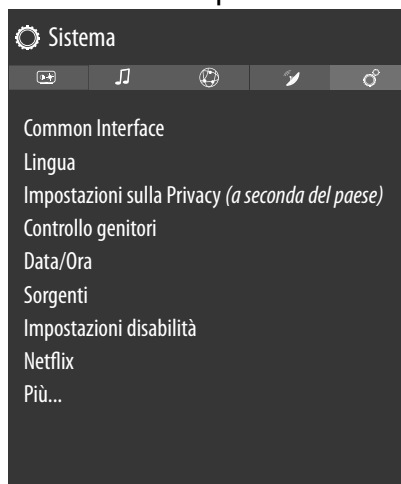 Sistema
Common Interface
Lingua
Impostazioni sulla Privacy (a seconda del paese)
Controllo genitori
Data/Ora
Sorgenti
Impostazioni disabilità
Netflix
Più...